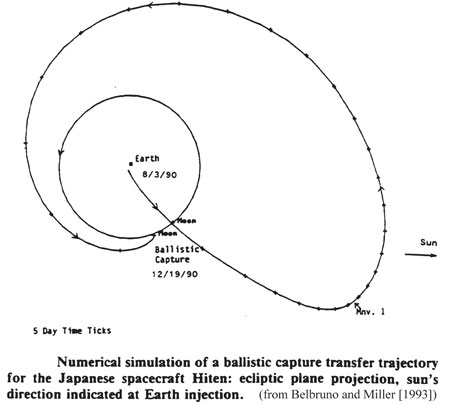 Earth
8/3/90
Moon
Moon
Ballistic
Capture
12/19/90
Sun
Mnv. 1
5 Day Time Ticks
Numerical simulation of a ballistic capture transfer trajectory
for the Japanese spacecraft Hiten: ecliptic plane projection, sun's
direction indicated at Earth injection. (from Belbruno and Miller [1993])